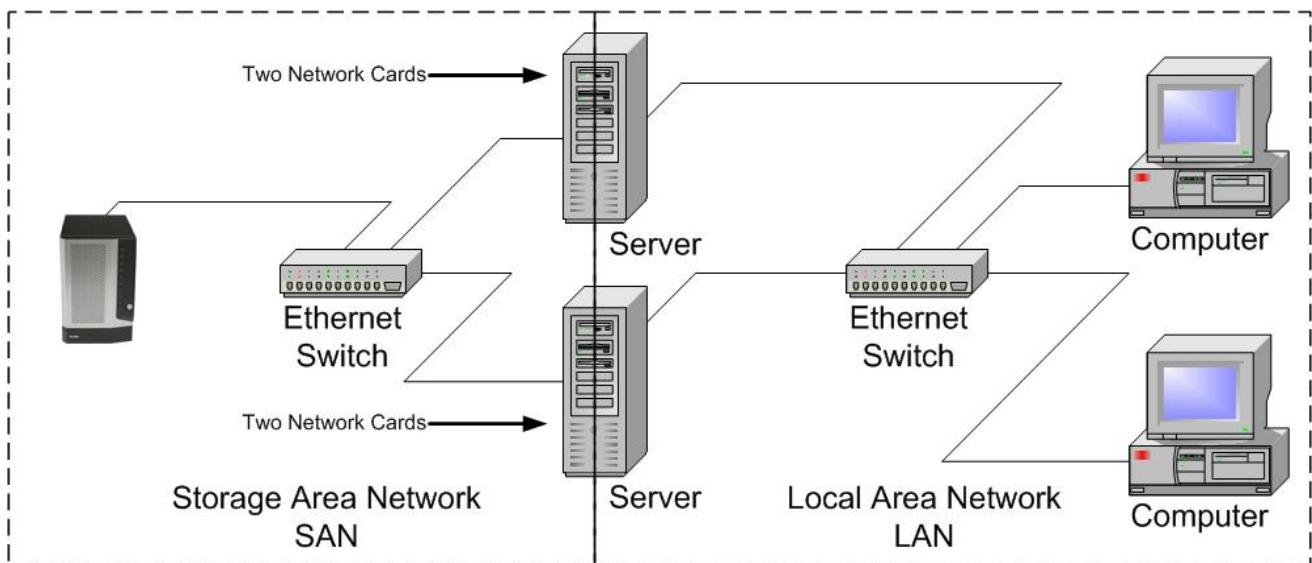 Two Network Cards
Server
Computer
Ethernet
Switch
Ethernet
Switch
Two Network Cards
Server
Computer
Storage Area Network
SAN
Local Area Network
LAN